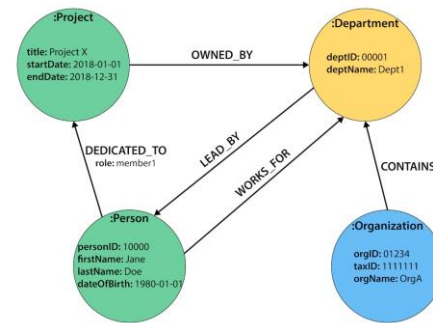 :Project
title: Project X
startDate: 2018-01-01
endDate: 2018-12-31
OWNED_BY
:Department
deptID: 00001
deptName: Dept1
DEDICATED_TO
role: member1
LEAD_BY
WORKS_FOR
CONTAINS
:Person
personID: 10000
firstName: Jane
lastName: Doe
dateOfBirth: 1980-01-01
:Organization
orgID: 01234
taxID: 1111111
orgName: OrgA